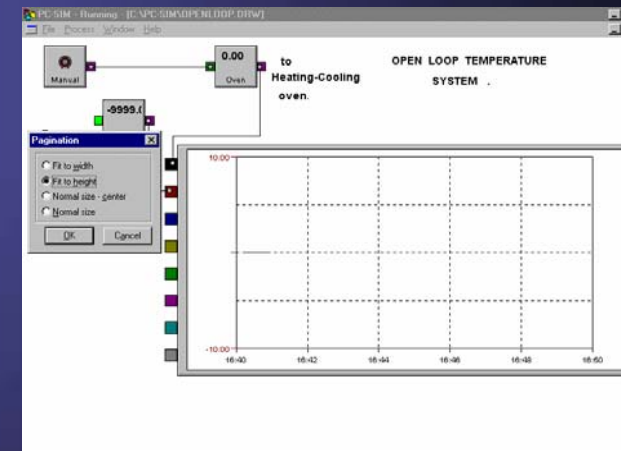 PC-SIM - Running - [C:\PC-SIM\OPENLOOP.DRW]
File Process Window Help
Manual
0.00
Oven
to
Heating-Cooling
oven.
OPEN LOOP TEMPERATURE
SYSTEM .
-9999.(
Pagination
Fit to width
Fit to height
Normal size - center
Normal size
OK Cancel
10.00
-10.00
16:40 16:42 16:44 16:46 16:48 16:50